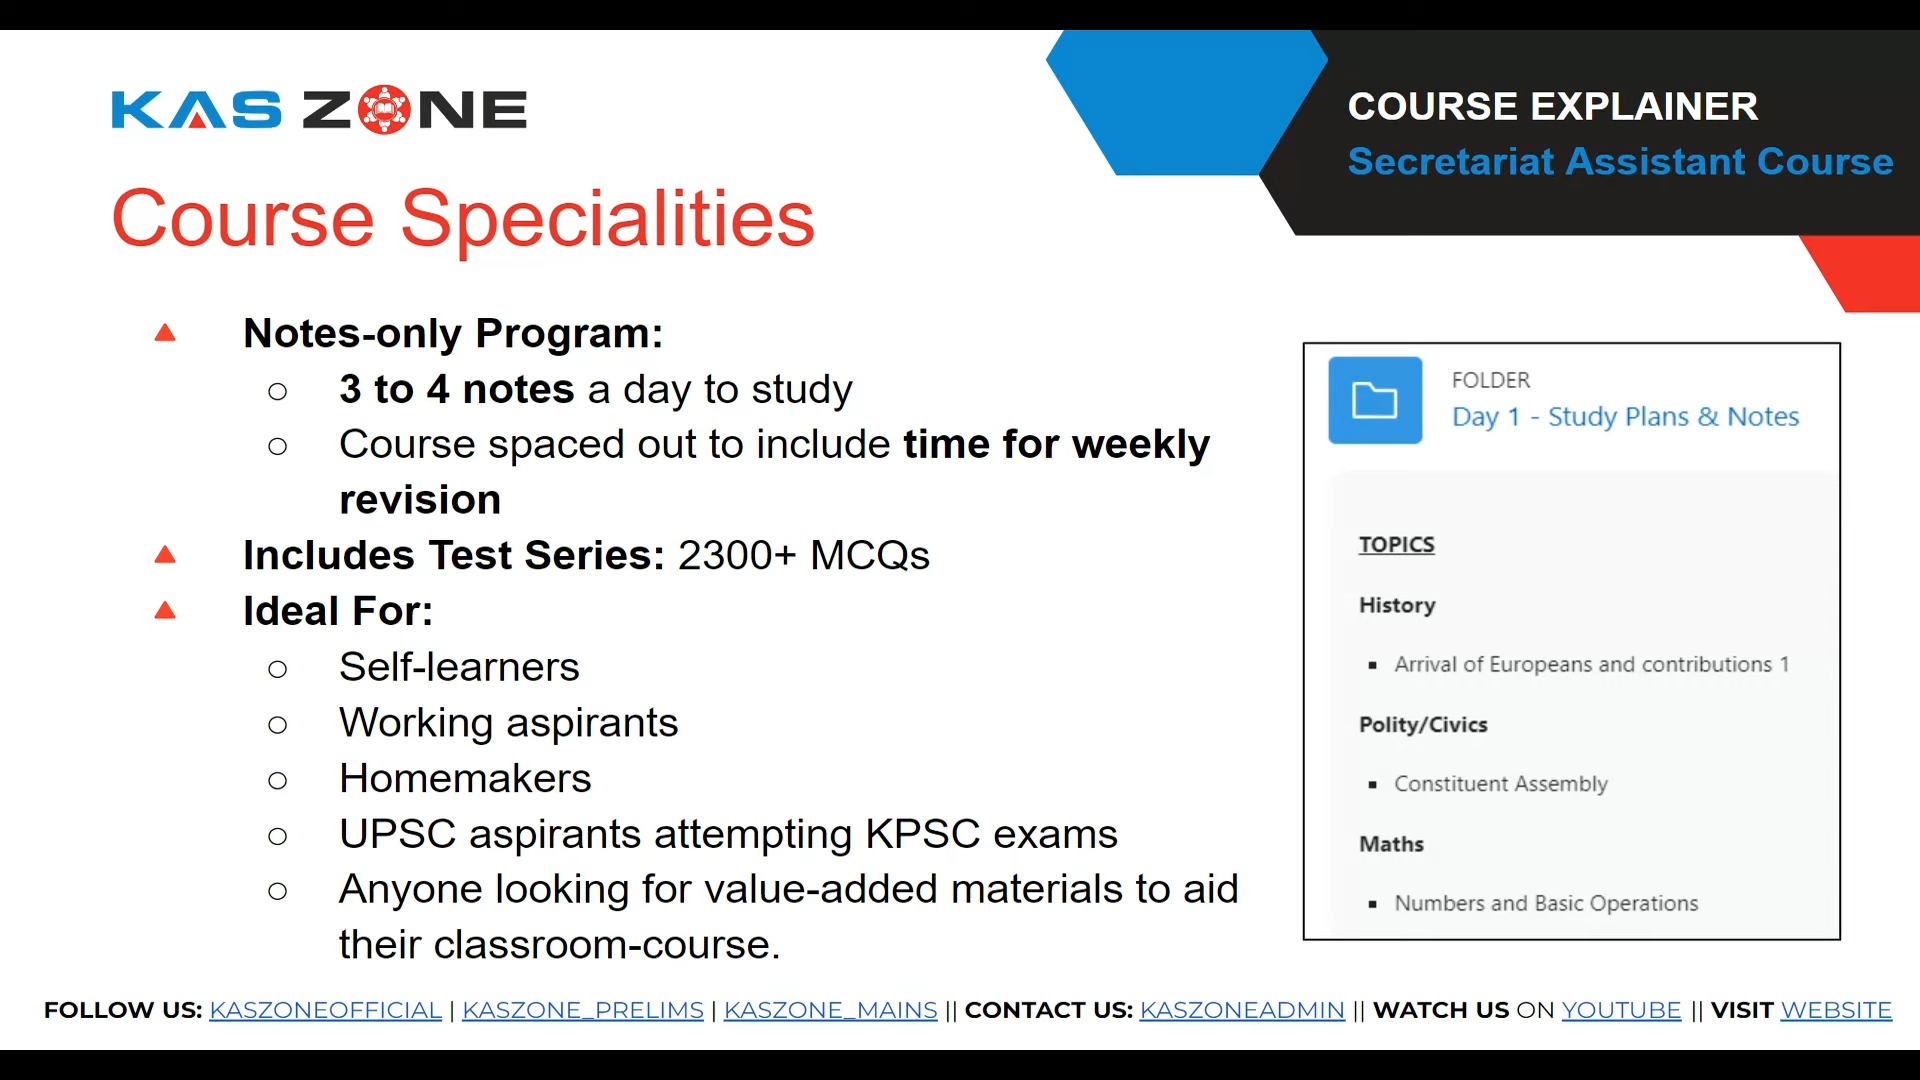 KAS ZONE
COURSE EXPLAINER
Secretariat Assistant Course
Course Specialities
Notes-only Program:
3 to 4 notes a day to study
Course spaced out to include time for weekly
revision
Includes Test Series: 2300+ MCQs
Ideal For:
Self-learners
Working aspirants
Homemakers
UPSC aspirants attempting KPSC exams
Anyone looking for value-added materials to aid
their classroom-course.
FOLDER
Day 1 - Study Plans & Notes
TOPICS
History
Arrival of Europeans and contributions 1
Polity/Civics
Constituent Assembly
Maths
Numbers and Basic Operations
FOLLOW US: KASZONEOFFICIAL | KASZONE_PRELIMS | KASZONE_MAINS || CONTACT US: KASZONEADMIN || WATCH US ON YOUTUBE || VISIT WEBSITE